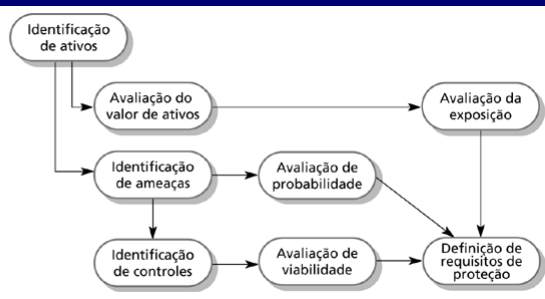 Identificação
de ativos
Avaliação do
valor de ativos
Avaliação da
exposição
Identificação
de ameaças
Avaliação de
probabilidade
Identificação
de controles
Avaliação de
viabilidade
Definição de
requisitos de
proteção